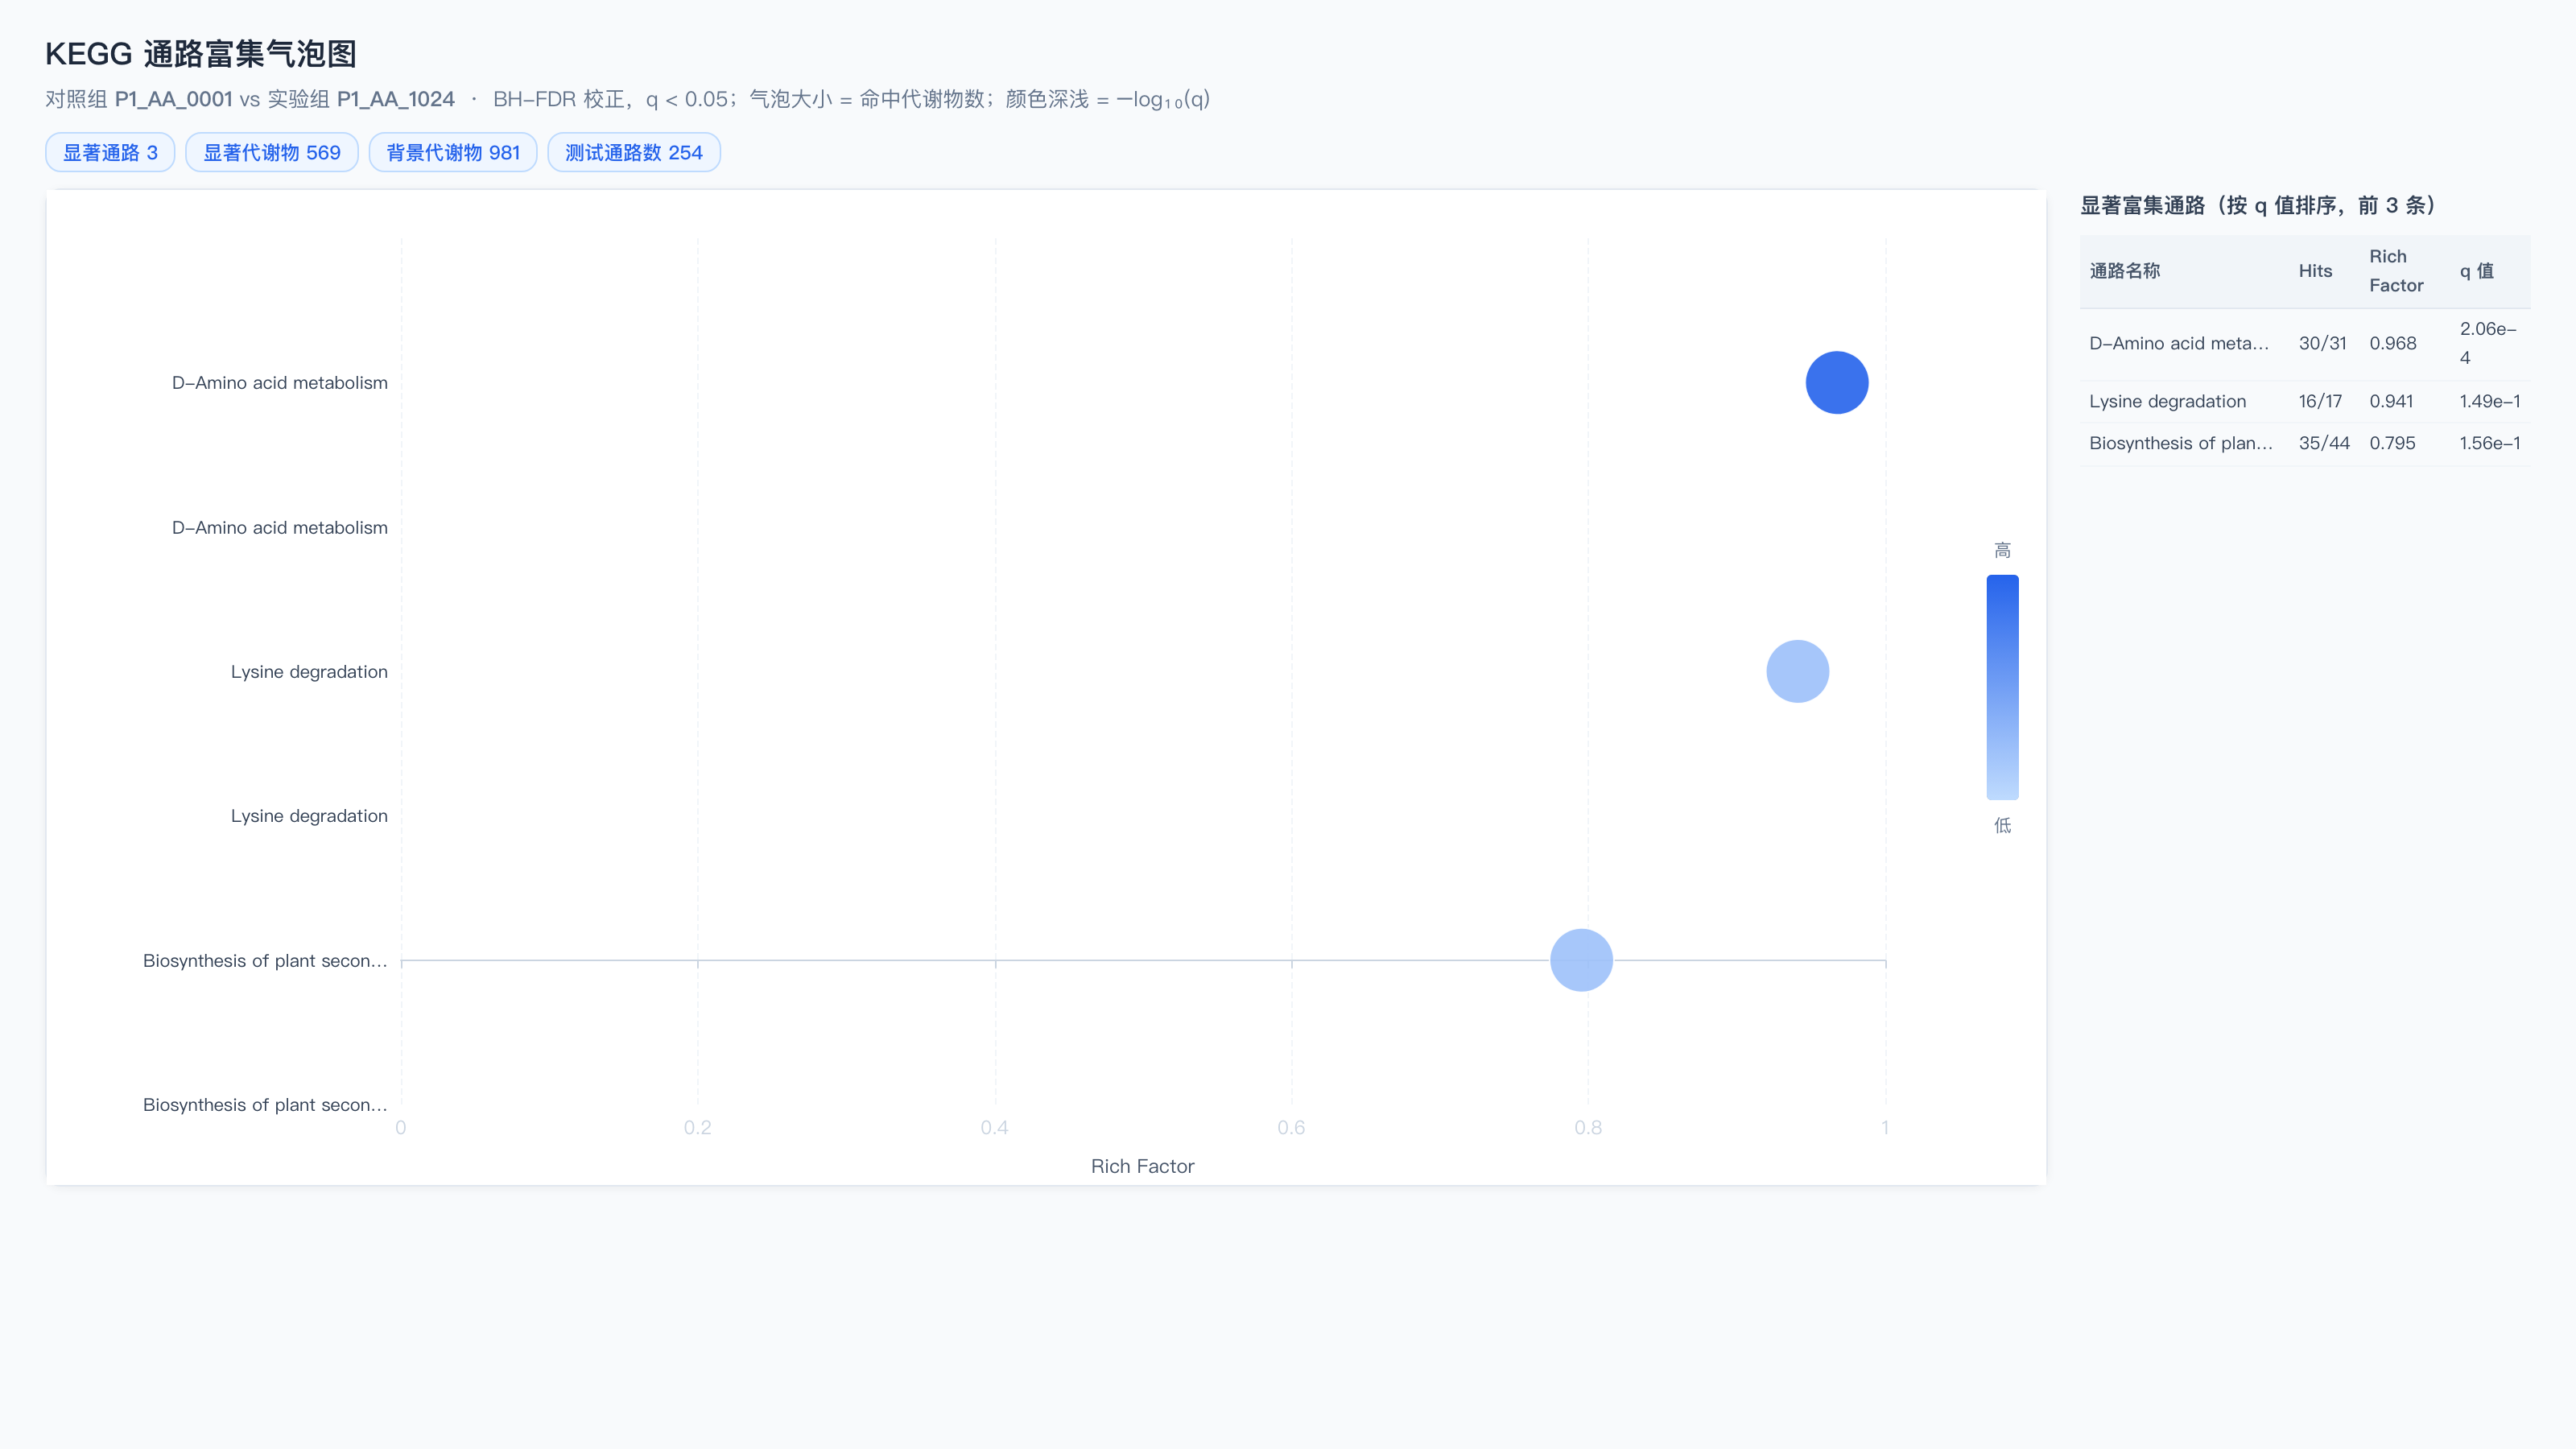 KEGG 通路富集气泡图
对照组 P1_AA_0001 vs 实验组 P1_AA_1024 · BH-FDR 校正，q < 0.05；气泡大小 = 命中代谢物数；颜色深浅 = −log₁₀(q)
显著通路 3 显著代谢物 569 背景代谢物 981 测试通路数 254
D-Amino acid metabolism
D-Amino acid metabolism
Lysine degradation
Lysine degradation
Biosynthesis of plant secon...
Biosynthesis of plant secon...
0 0.2 0.4 0.6 0.8 1
Rich Factor
高
低
显著富集通路（按 q 值排序，前 3 条）
通路名称 Hits Rich Factor q 值
D-Amino acid meta... 30/31 0.968 2.06e-4
Lysine degradation 16/17 0.941 1.49e-1
Biosynthesis of plan... 35/44 0.795 1.56e-1